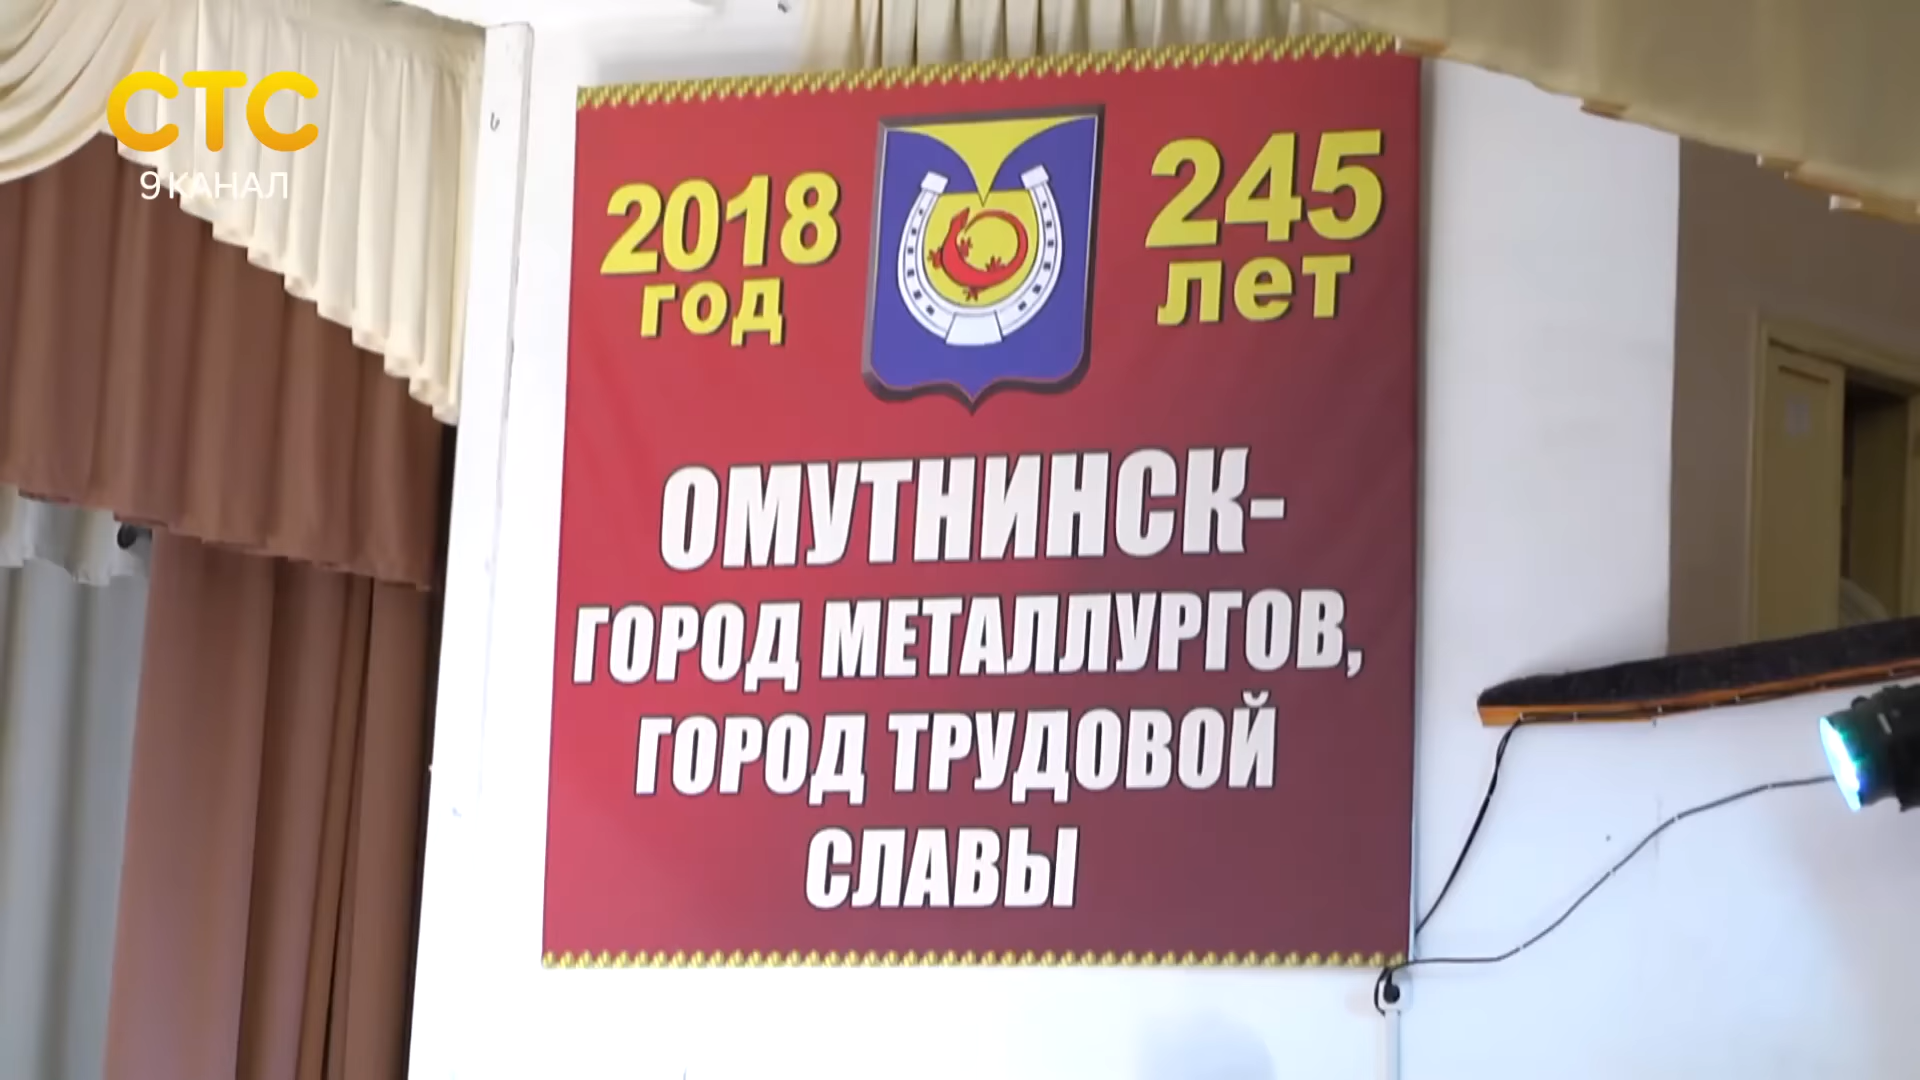 СТС
9 КАНАЛ
2018
год
245
лет
ОМУТНИНСК-
ГОРОД МЕТАЛЛУРГОВ,
ГОРОД ТРУДОВОЙ
СЛАВЫ